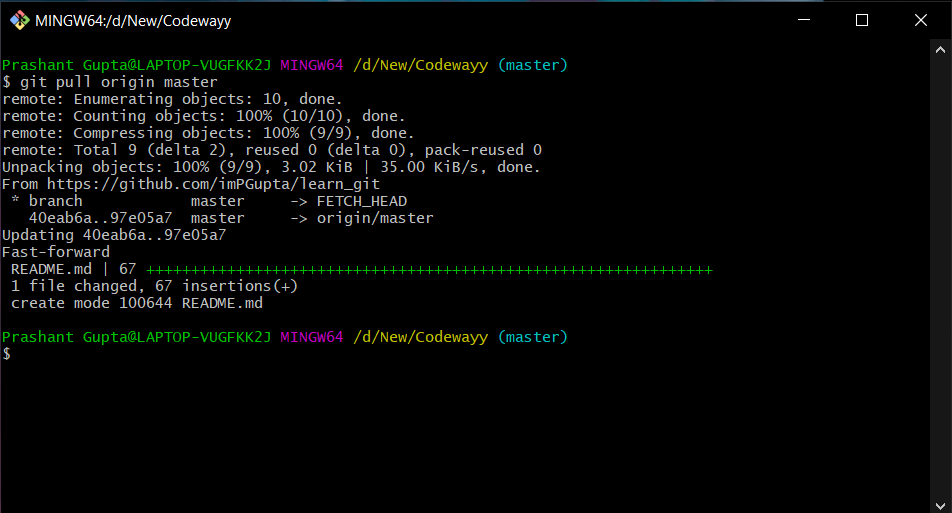 MINGW64:/d/New/Codewayy
Prashant Gupta@LAPTOP-VUGFKK2J MINGW64 /d/New/Codewayy (master)
$ git pull origin master
remote: Enumerating objects: 10, done.
remote: Counting objects: 100% (10/10), done.
remote: Compressing objects: 100% (9/9), done.
remote: Total 9 (delta 2), reused 0 (delta 0), pack-reused 0
Unpacking objects: 100% (9/9), 3.02 KiB | 35.00 KiB/s, done.
From https://github.com/imPGupta/learn_git
 * branch            master     -> FETCH_HEAD
   40eab6a..97e05a7  master     -> origin/master
Updating 40eab6a..97e05a7
Fast-forward
 README.md | 67 +++++++++++++++++++++++++++++++++++++++++++++++++++++++++++++++
 1 file changed, 67 insertions(+)
 create mode 100644 README.md
Prashant Gupta@LAPTOP-VUGFKK2J MINGW64 /d/New/Codewayy (master)
$